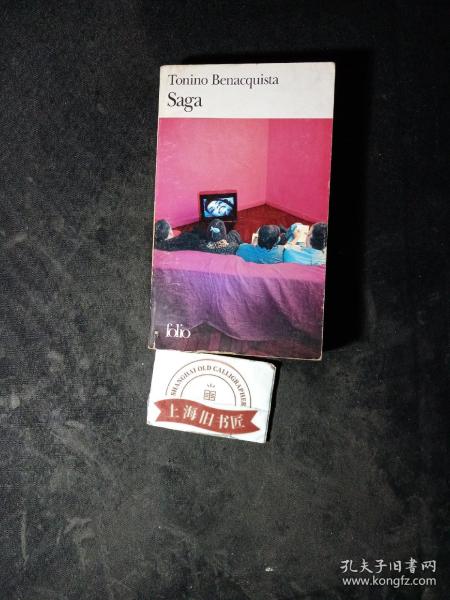 Tonino Benacquista
Saga
folio
SHANGHAI OLD CALLIGRAPHER
上海旧书匠
孔夫子旧书网
www.kongfz.com